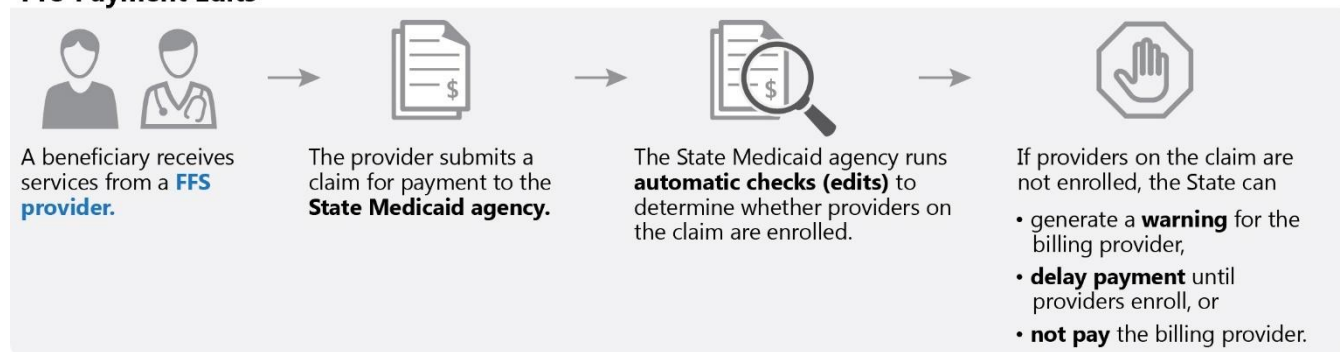 A beneficiary receives
services from a FFS
provider.
$
The provider submits a
claim for payment to the
State Medicaid agency.
$
The State Medicaid agency runs
automatic checks (edits) to
determine whether providers on
the claim are enrolled.
If providers on the claim are
not enrolled, the State can
• generate a warning for the
billing provider,
• delay payment until
providers enroll, or
• not pay the billing provider.